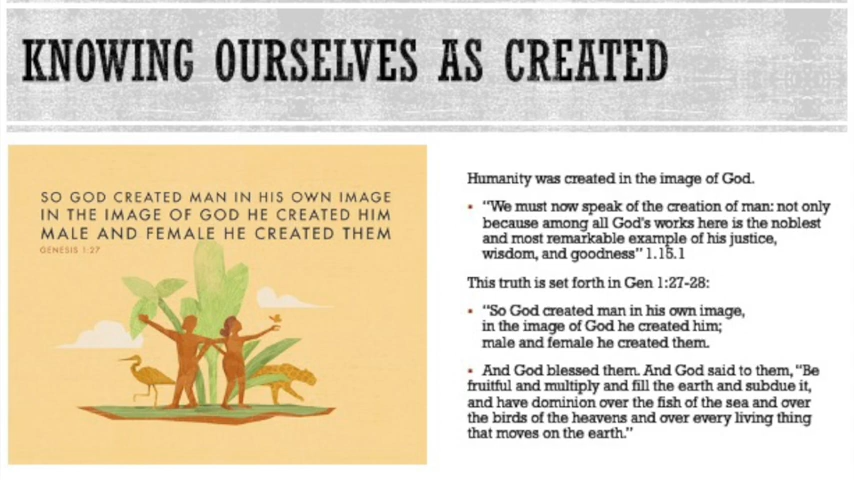 KNOWING OURSELVES AS CREATED
SO GOD CREATED MAN IN HIS OWN IMAGE
IN THE IMAGE OF GOD HE CREATED HIM
MALE AND FEMALE HE CREATED THEM
GENESIS 1:27
Humanity was created in the image of God.
▪ “We must now speak of the creation of man: not only
because among all God's works here is the noblest
and most remarkable example of his justice,
wisdom, and goodness” 1.15.1
This truth is set forth in Gen 1:27-28:
▪ “So God created man in his own image,
in the image of God he created him;
male and female he created them.
▪ And God blessed them. And God said to them, “Be
fruitful and multiply and fill the earth and subdue it,
and have dominion over the fish of the sea and over
the birds of the heavens and over every living thing
that moves on the earth.”